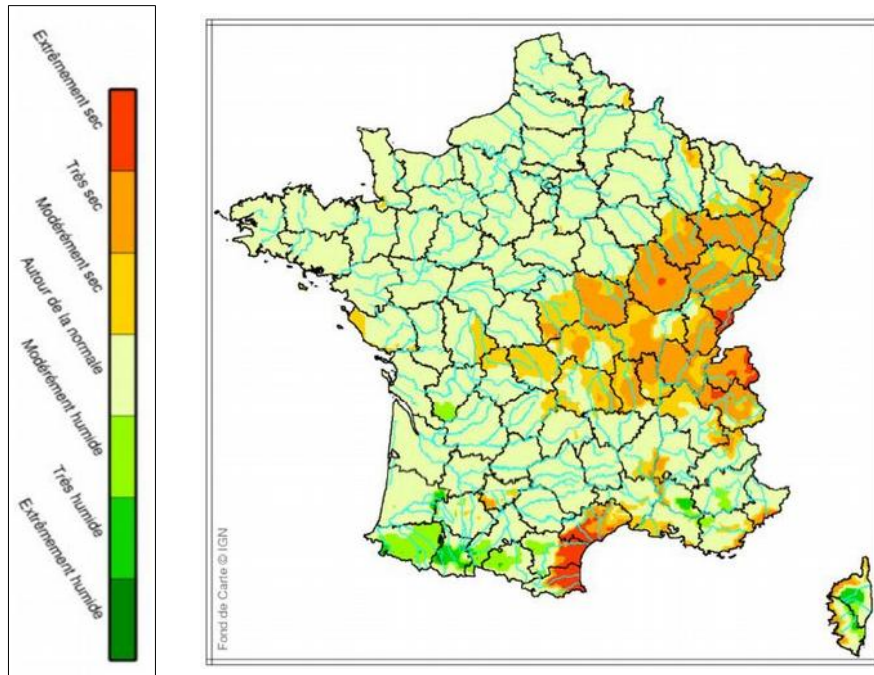 Extrêmement sec
Très sec
Modérément sec
Autour de la normale
Modérément humide
Très humide
Extrêmement humide
Fond de Carte © IGN